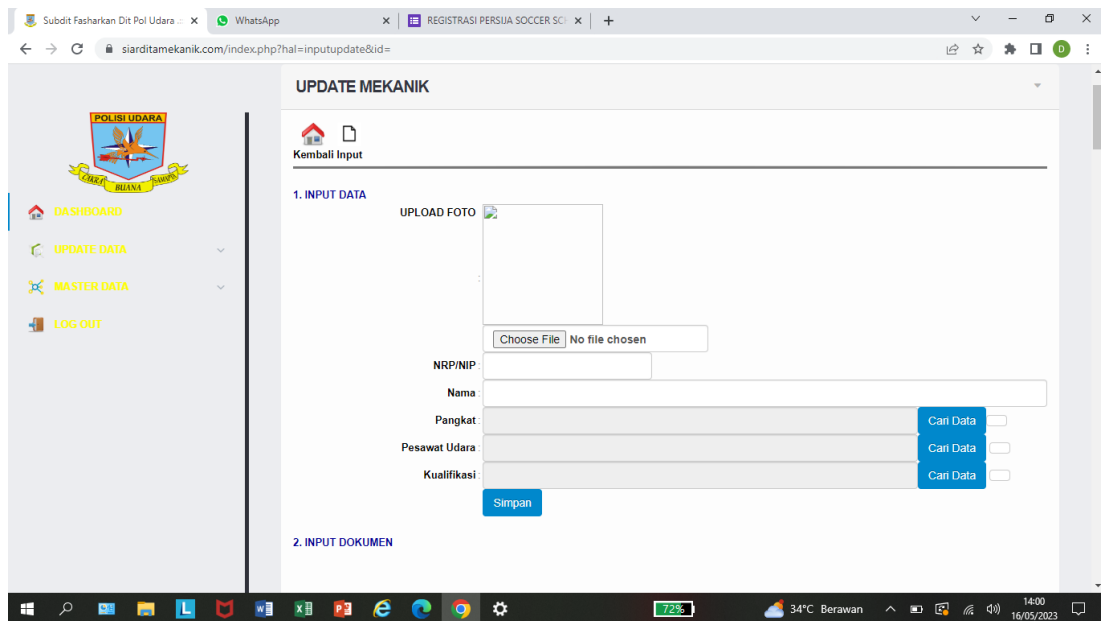 Subdit Fasharkan Dit Pol Udara .:
WhatsApp
REGISTRASI PERSIJA SOCCER SCH
siarditamekanik.com/index.php?hal=inputupdate&id=
D
UPDATE MEKANIK
POLISI UDARA
CAKRA BUANA SAMAPTA
Kembali Input
1. INPUT DATA
UPLOAD FOTO
:
Choose File No file chosen
DASHBOARD
UPDATE DATA
MASTER DATA
LOG OUT
NRP/NIP :
Nama :
Pangkat : Cari Data
Pesawat Udara : Cari Data
Kualifikasi : Cari Data
Simpan
2. INPUT DOKUMEN
72%
34°C Berawan
14:00
16/05/2023